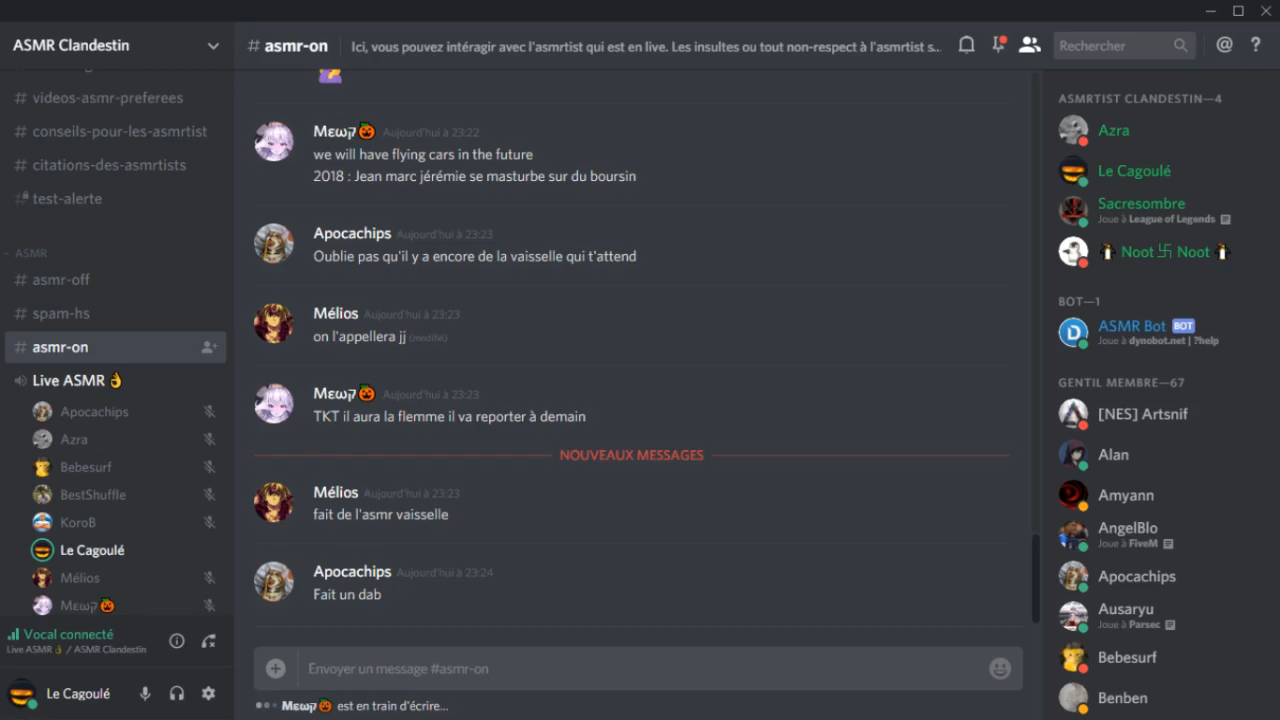 ASMR Clandestin
# videos-asmr-preferees
# conseils-pour-les-asmrtist
# citations-des-asmrtists
test-alerte
ASMR
# asmr-off
# spam-hs
# asmr-on
Live ASMR 👌
Apocachips
Azra
Bebesurf
BestShuffle
KoroB
Le Cagoulé
Mélios
Mεωק🎃
Vocal connecté
Live ASMR 👌 / ASMR Clandestin
Le Cagoulé
# asmr-on
Ici, vous pouvez intéragir avec l'asmrtist qui est en live. Les insultes ou tout non-respect à l'asmrtist s...
Rechercher
Mεωק🎃 Aujourd'hui à 23:22
we will have flying cars in the future
2018 : Jean marc jérémie se masturbe sur du boursin
Apocachips Aujourd'hui à 23:23
Oublie pas qu'il y a encore de la vaisselle qui t'attend
Mélios Aujourd'hui à 23:23
on l'appellera jj (modifié)
Mεωק🎃 Aujourd'hui à 23:23
TKT il aura la flemme il va reporter à demain
NOUVEAUX MESSAGES
Mélios Aujourd'hui à 23:23
fait de l'asmr vaisselle
Apocachips Aujourd'hui à 23:24
Fait un dab
Envoyer un message #asmr-on
Mεωק🎃 est en train d'écrire...
ASMRTIST CLANDESTIN—4
Azra
Le Cagoulé
Sacresombre
Joue à League of Legends
🐧 Noot 卐 Noot 🐧
BOT—1
ASMR Bot BOT
Joue à dynobot.net | ?help
GENTIL MEMBRE—67
[NES] Artsnif
Alan
Amyann
AngelBlo
Joue à FiveM
Apocachips
Ausaryu
Joue à Parsec
Bebesurf
Benben